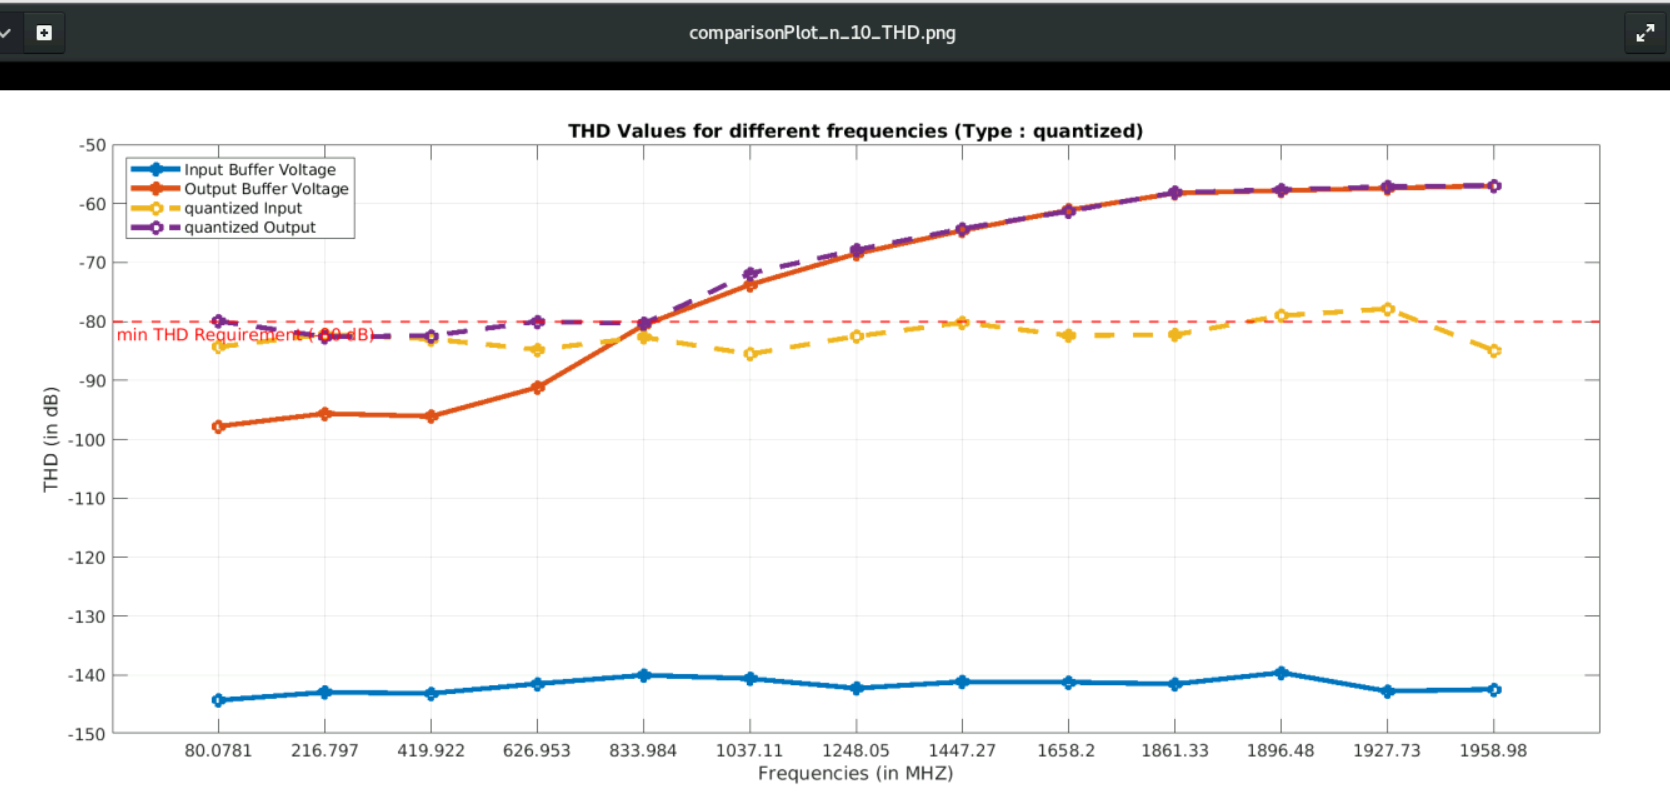 comparisonPlot_n_10_THD.png
THD Values for different frequencies (Type : quantized)
Input Buffer Voltage
Output Buffer Voltage
quantized Input
quantized Output
min THD Requirement (-80 dB)
THD (in dB)
-50
-60
-70
-80
-90
-100
-110
-120
-130
-140
-150
80.0781 216.797 419.922 626.953 833.984 1037.11 1248.05 1447.27 1658.2 1861.33 1896.48 1927.73 1958.98
Frequencies (in MHZ)